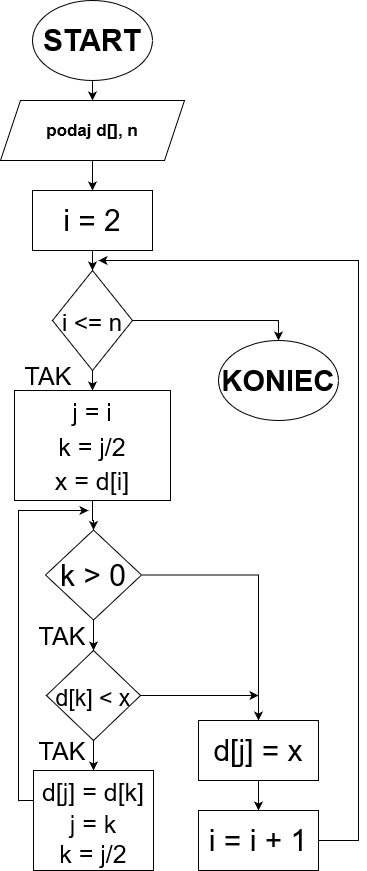 START
podaj d[], n
i = 2
i <= n
TAK
KONIEC
j = i
k = j/2
x = d[i]
k > 0
TAK
d[k] < x
TAK
d[j] = x
d[j] = d[k]
j = k
k = j/2
i = i + 1